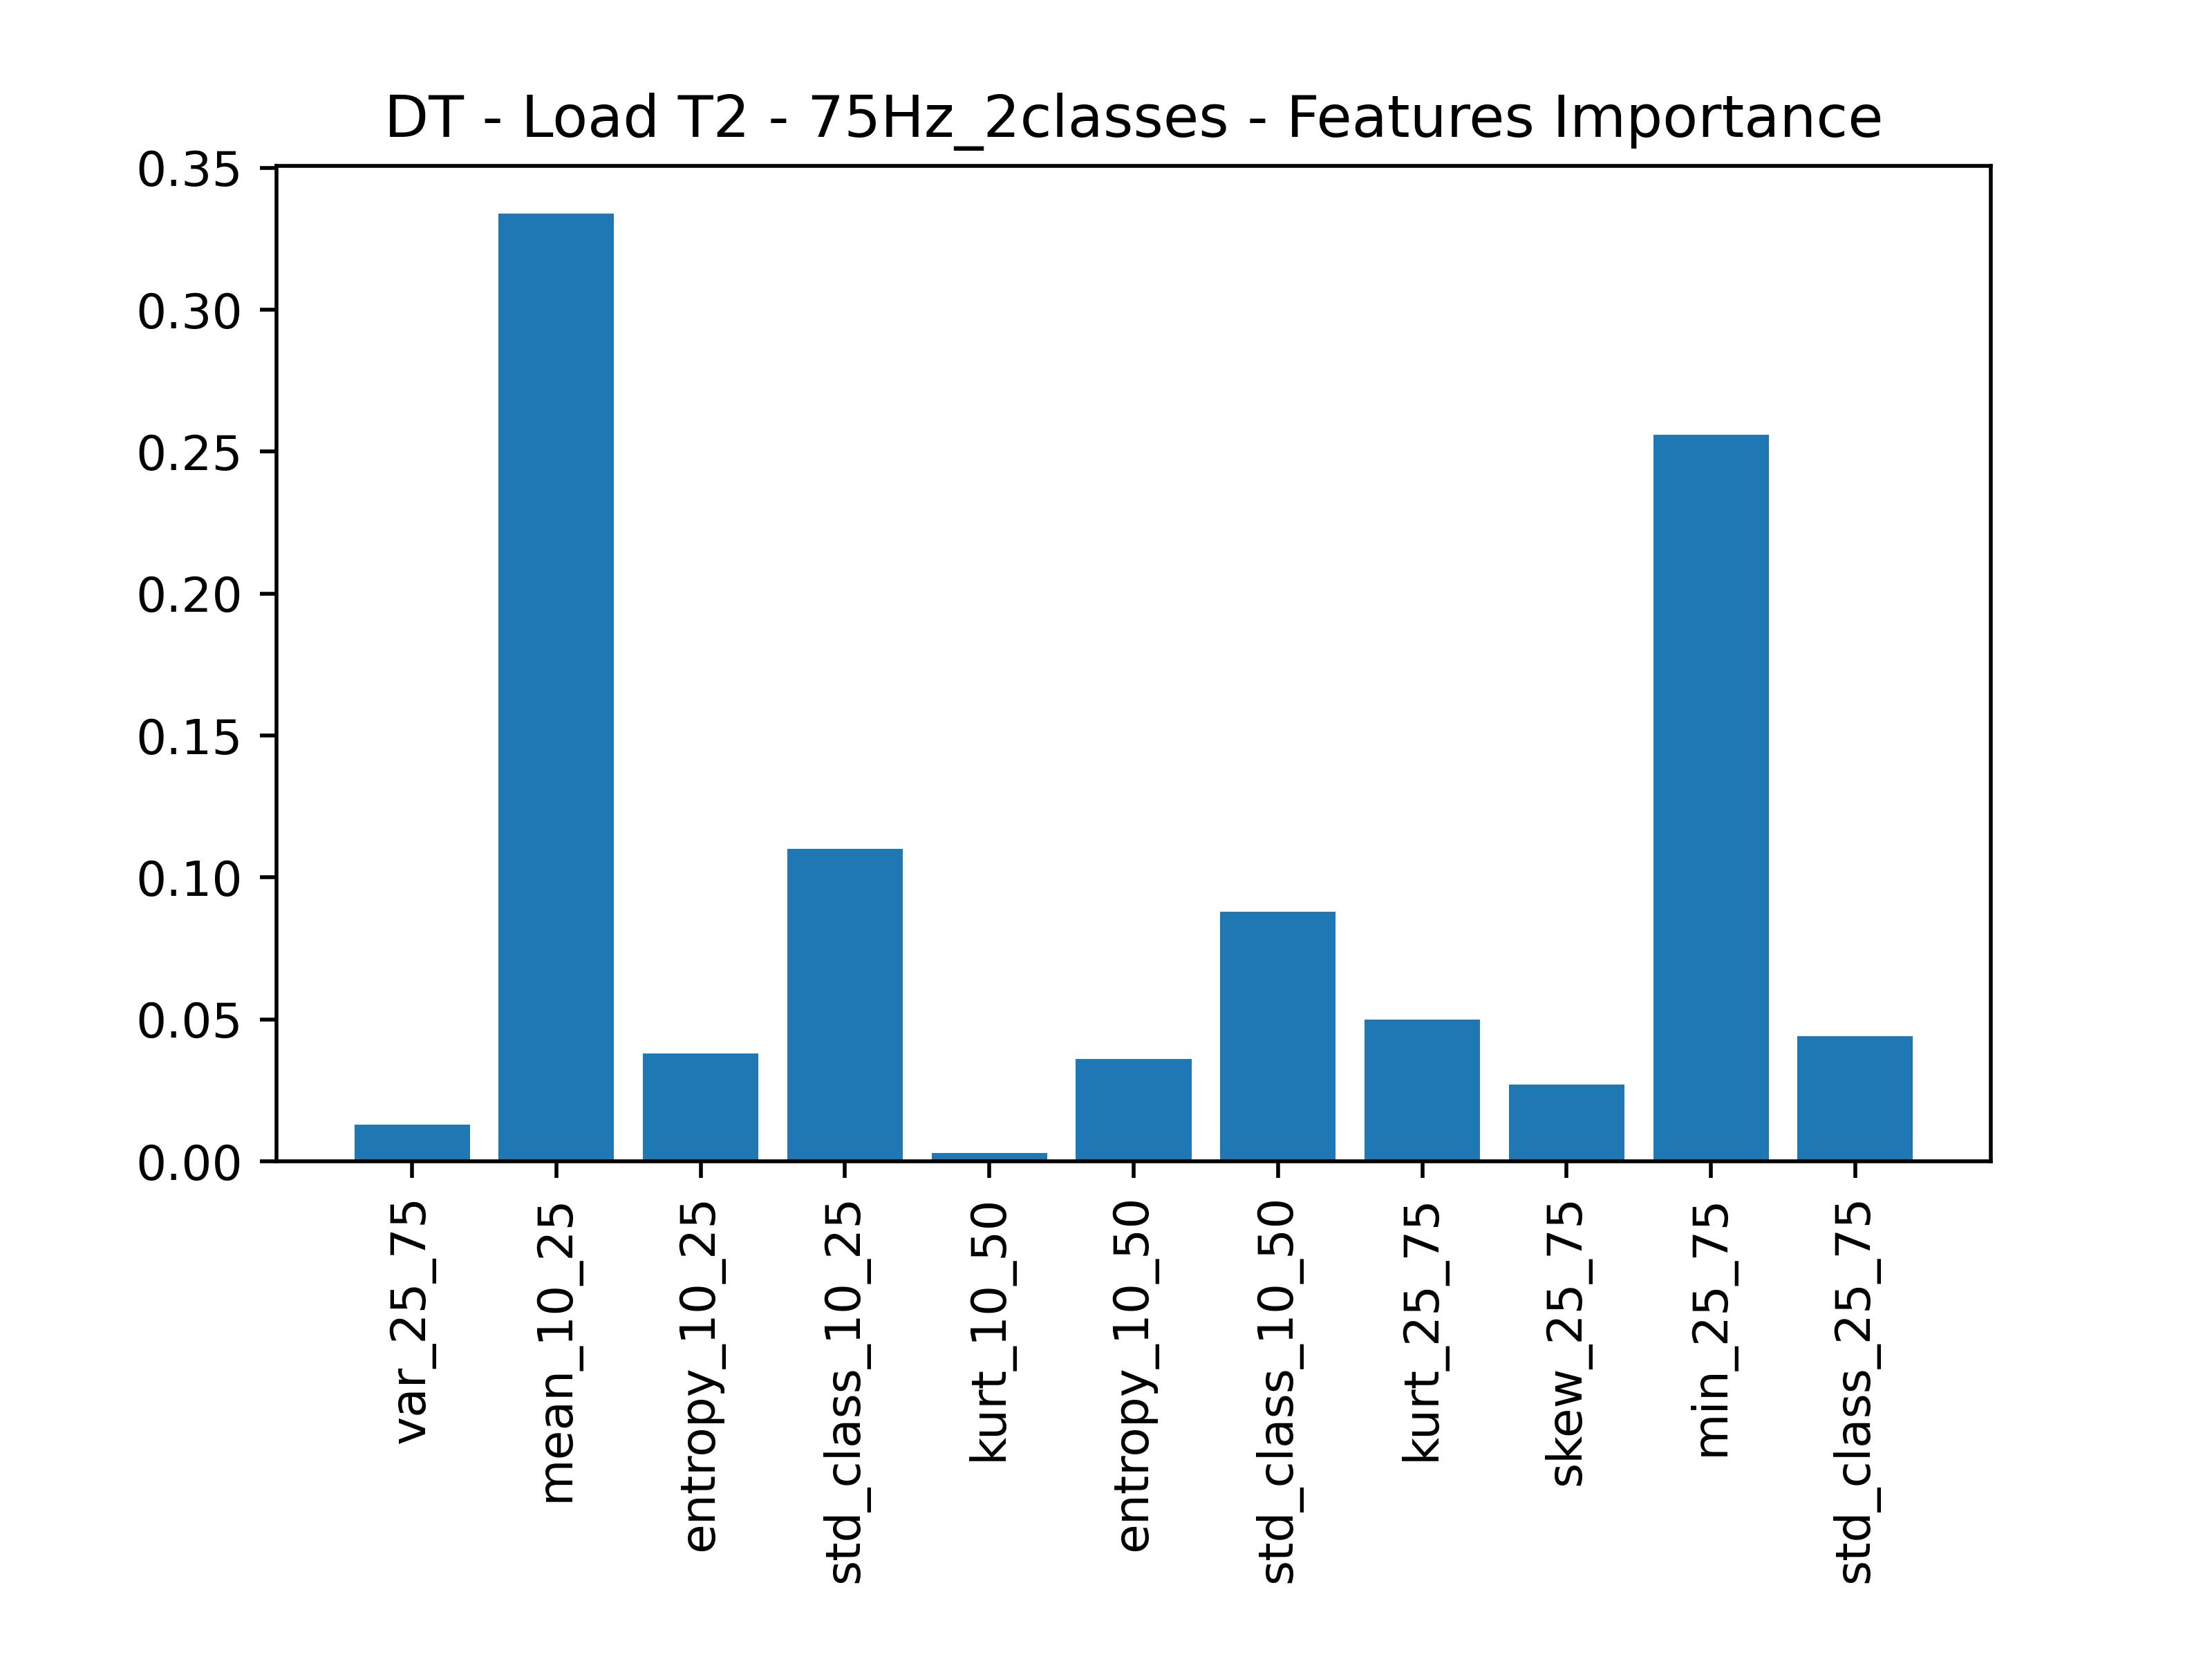 DT - Load T2 - 75Hz_2classes - Features Importance
0.35
0.30
0.25
0.20
0.15
0.10
0.05
0.00
var_25_75
mean_10_25
entropy_10_25
std_class_10_25
kurt_10_50
entropy_10_50
std_class_10_50
kurt_25_75
skew_25_75
min_25_75
std_class_25_75